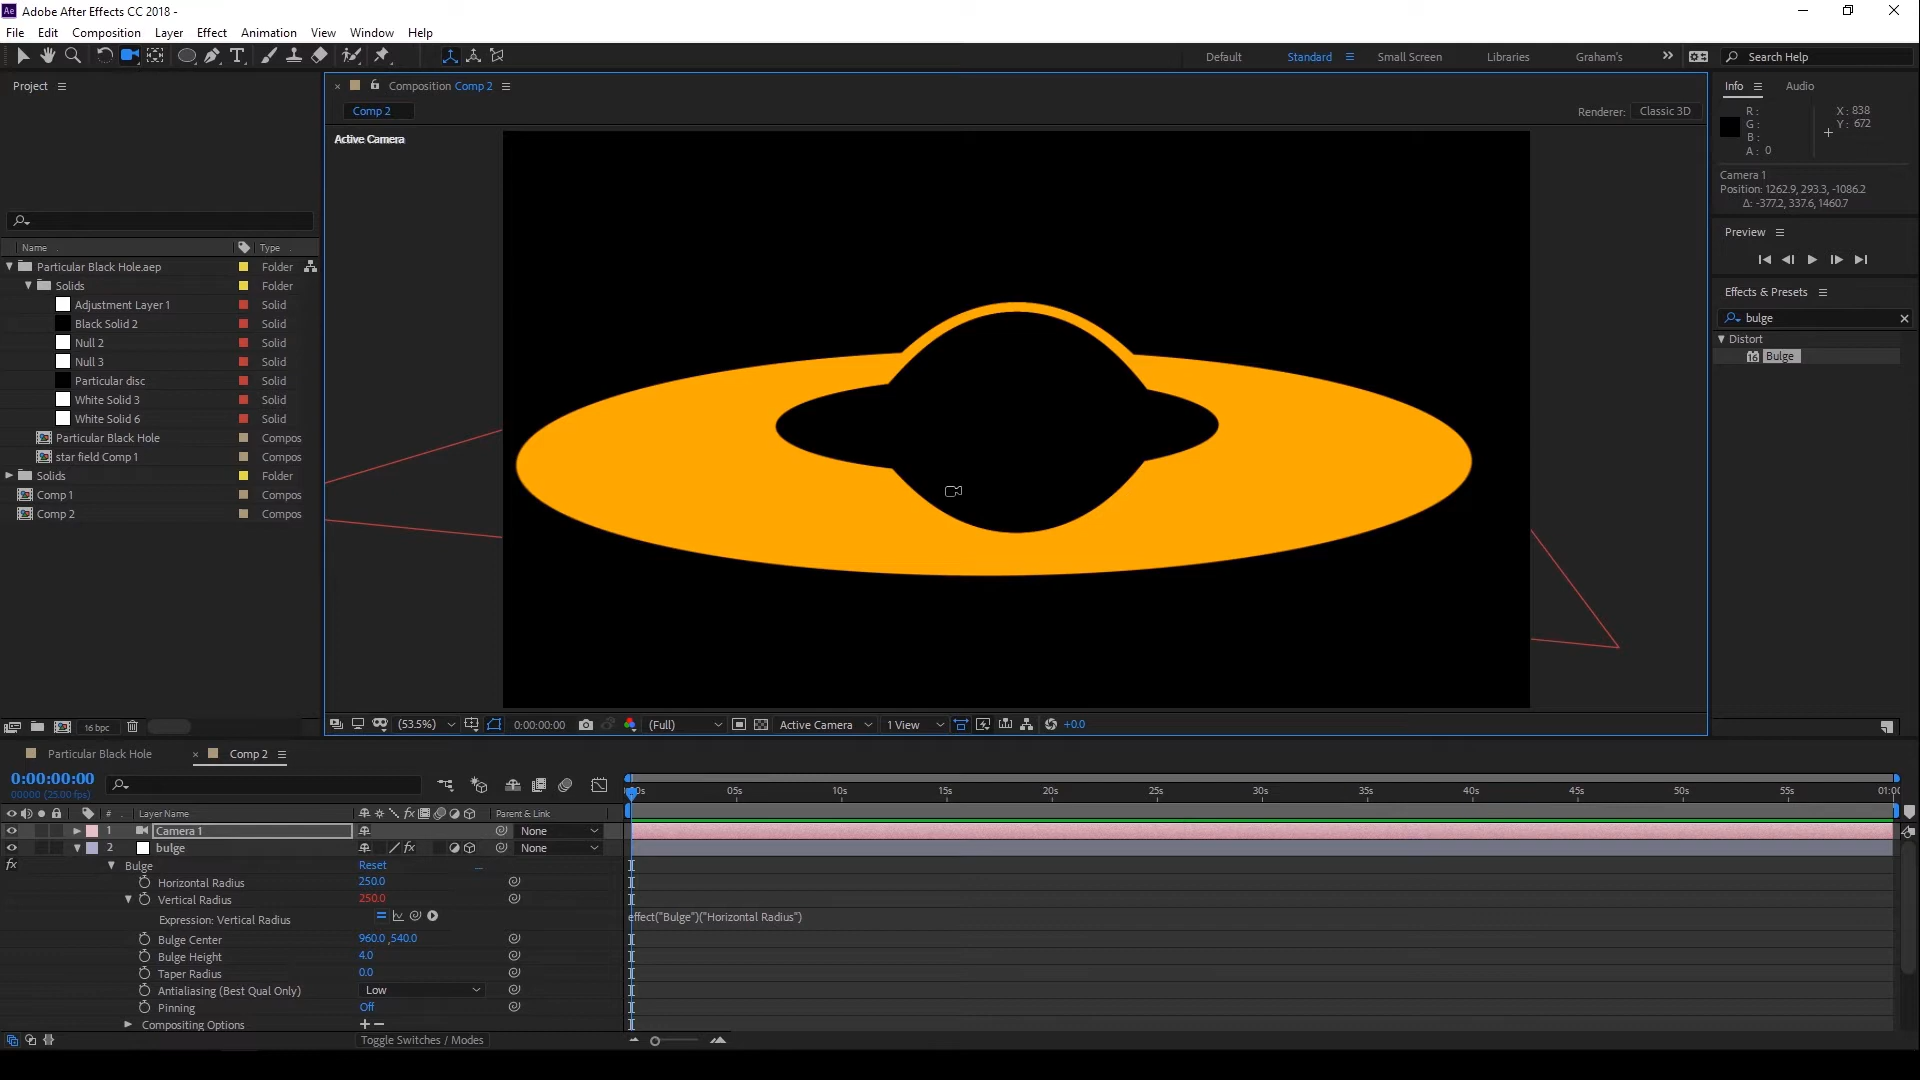 Adobe After Effects CC 2018 -
File Edit Composition Layer Effect Animation View Window Help
Default Standard Small Screen Libraries Graham's Search Help
Project
Composition Comp 2
Info Audio
Comp 2
Renderer: Classic 3D
R: X: 838
G: Y: 672
B:
A: 0
Active Camera
Camera 1
Position: 1262.9, 293.3, -1086.2
Δ: -377.2, 337.6, 1460.7
Preview
Name Type
Particular Black Hole.aep Folder
Solids Folder
Adjustment Layer 1 Solid
Black Solid 2 Solid
Null 2 Solid
Null 3 Solid
Particular disc Solid
White Solid 3 Solid
White Solid 6 Solid
Particular Black Hole Compos
star field Comp 1 Compos
Solids Folder
Comp 1 Compos
Comp 2 Compos
Effects & Presets
bulge
Distort
Bulge
16 bpc
(53.5%) 0:00:00:00 (Full) Active Camera 1 View +0.0
Particular Black Hole Comp 2
0:00:00:00
00000 (25.00 fps)
05s 10s 15s 20s 25s 30s 35s 40s 45s 50s 55s 01:00
# Layer Name Parent & Link
1 Camera 1 None
2 bulge None
fx Bulge Reset
Horizontal Radius 250.0
Vertical Radius 250.0
Expression: Vertical Radius effect("Bulge")("Horizontal Radius")
Bulge Center 960.0 ,540.0
Bulge Height 4.0
Taper Radius 0.0
Antialiasing (Best Qual Only) Low
Pinning Off
Compositing Options
Toggle Switches / Modes